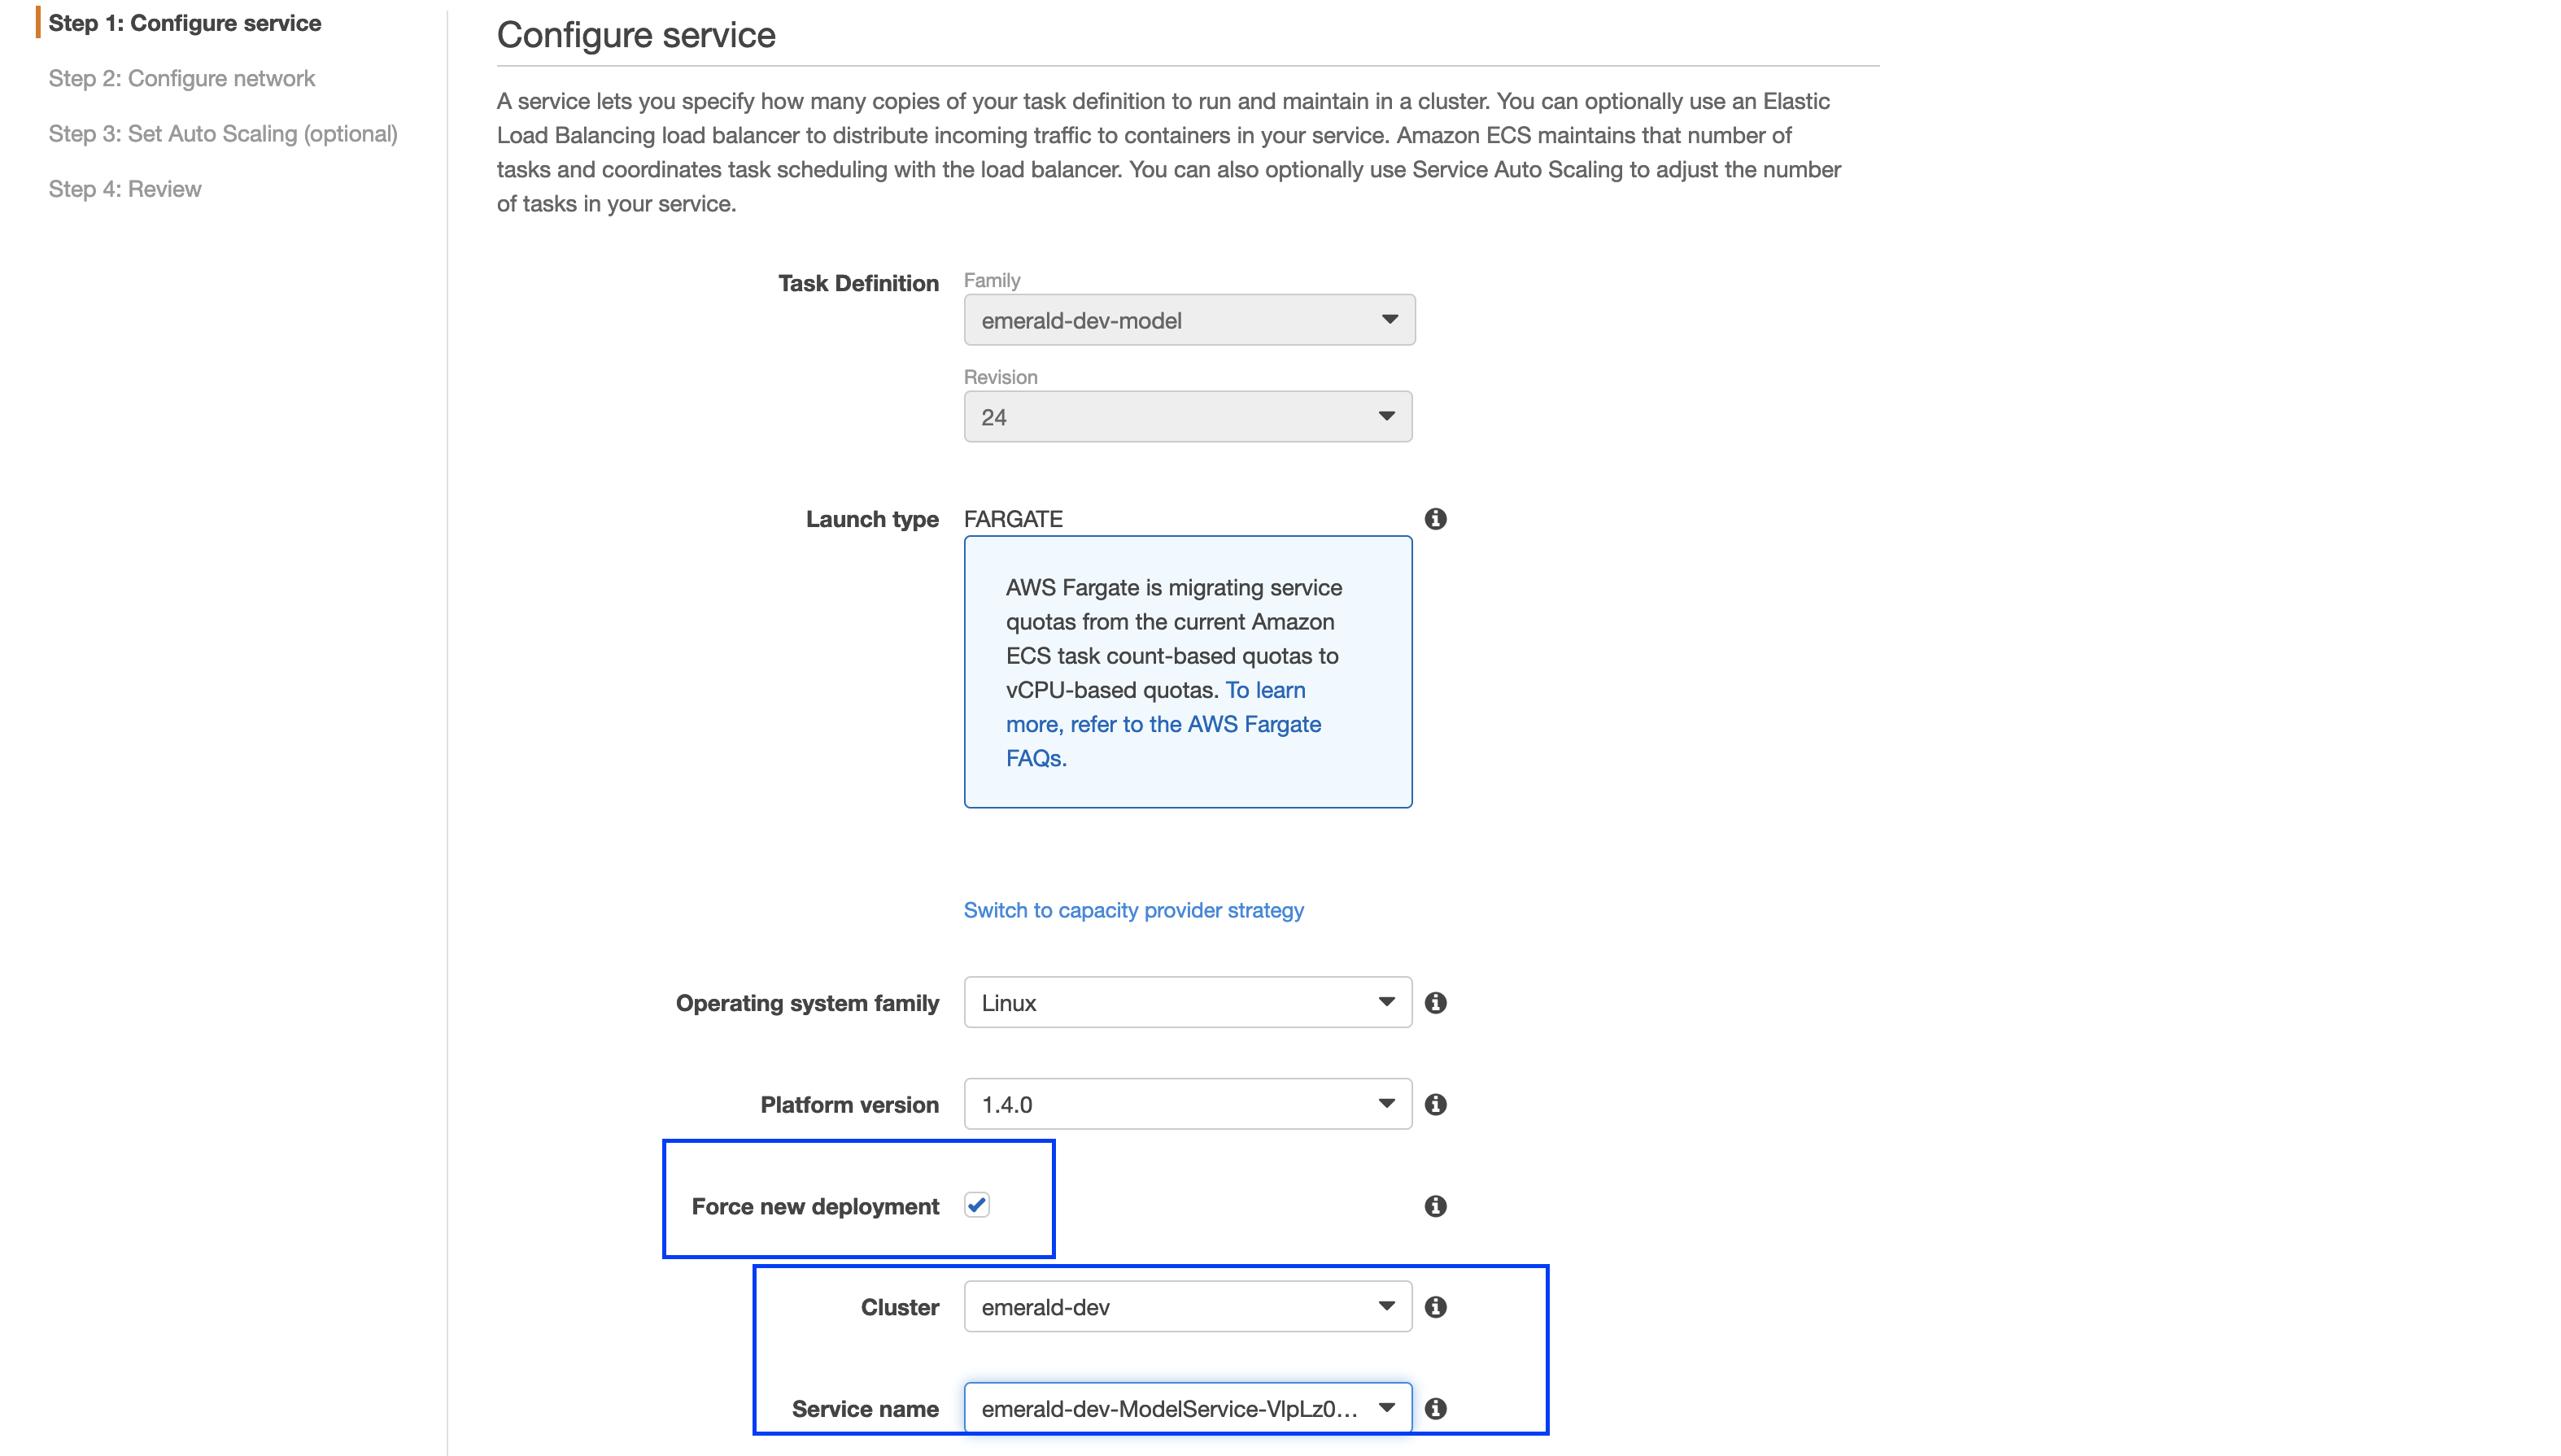 Step 1: Configure service
Step 2: Configure network
Step 3: Set Auto Scaling (optional)
Step 4: Review
Configure service
A service lets you specify how many copies of your task definition to run and maintain in a cluster. You can optionally use an Elastic
Load Balancing load balancer to distribute incoming traffic to containers in your service. Amazon ECS maintains that number of
tasks and coordinates task scheduling with the load balancer. You can also optionally use Service Auto Scaling to adjust the number
of tasks in your service.
Task Definition
Family
emerald-dev-model
Revision
24
Launch type
FARGATE
AWS Fargate is migrating service
quotas from the current Amazon
ECS task count-based quotas to
vCPU-based quotas. To learn
more, refer to the AWS Fargate
FAQs.
Switch to capacity provider strategy
Operating system family
Linux
Platform version
1.4.0
Force new deployment
Cluster
emerald-dev
Service name
emerald-dev-ModelService-VlpLz0...